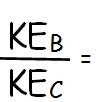 KE_B
KE_C =